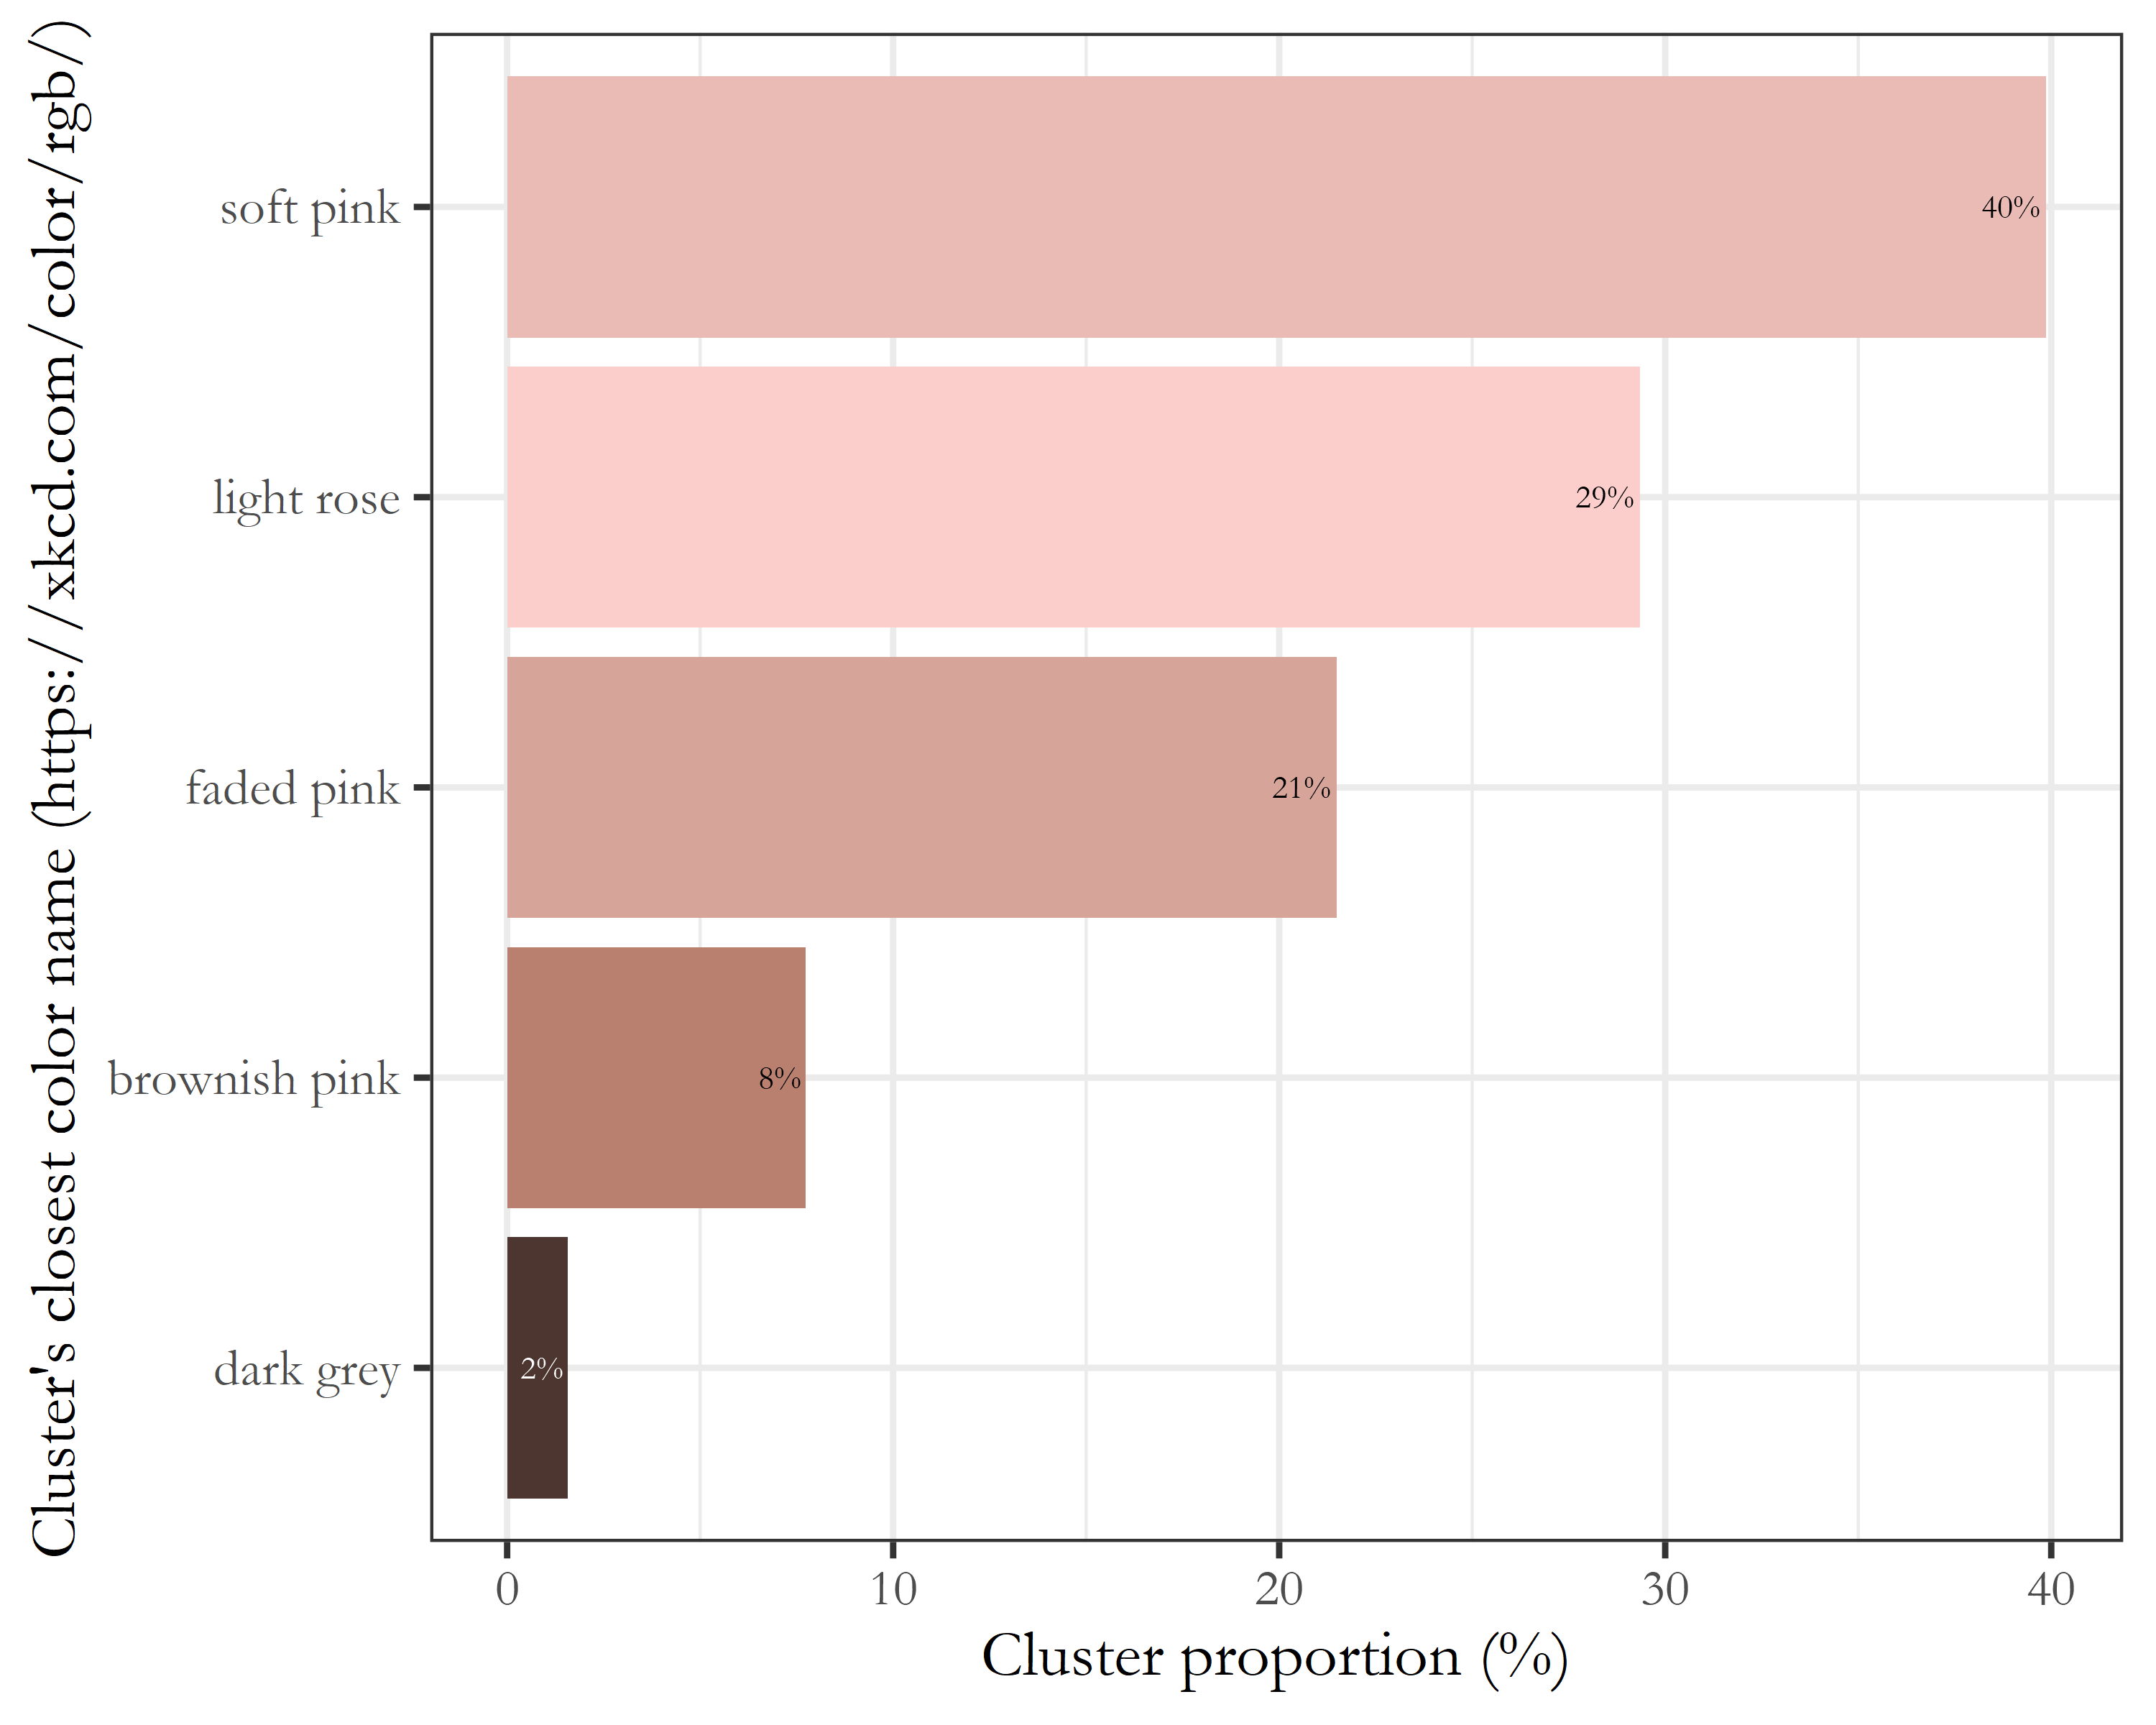 Cluster's closest color name (https://xkcd.com/color/rgb/)
soft pink
40%
light rose
29%
faded pink
21%
brownish pink
8%
dark grey
2%
0 10 20 30 40
Cluster proportion (%)